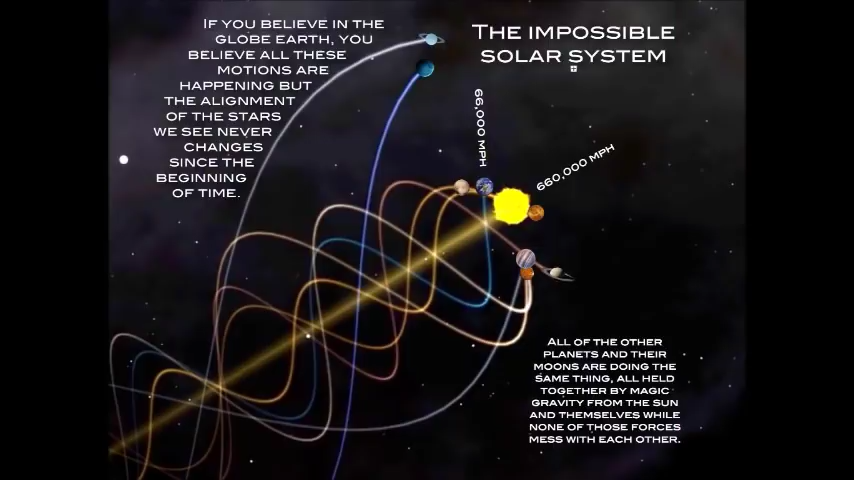 IF YOU BELIEVE IN THE
GLOBE EARTH, YOU
BELIEVE ALL THESE
MOTIONS ARE
HAPPENING BUT
THE ALIGNMENT
OF THE STARS
WE SEE NEVER
CHANGES
SINCE THE
BEGINNING
OF TIME.
THE IMPOSSIBLE
SOLAR SYSTEM
66,000 MPH
660,000 MPH
ALL OF THE OTHER
PLANETS AND THEIR
MOONS ARE DOING THE
SAME THING, ALL HELD
TOGETHER BY MAGIC
GRAVITY FROM THE SUN
AND THEMSELVES WHILE
NONE OF THOSE FORCES
MESS WITH EACH OTHER.